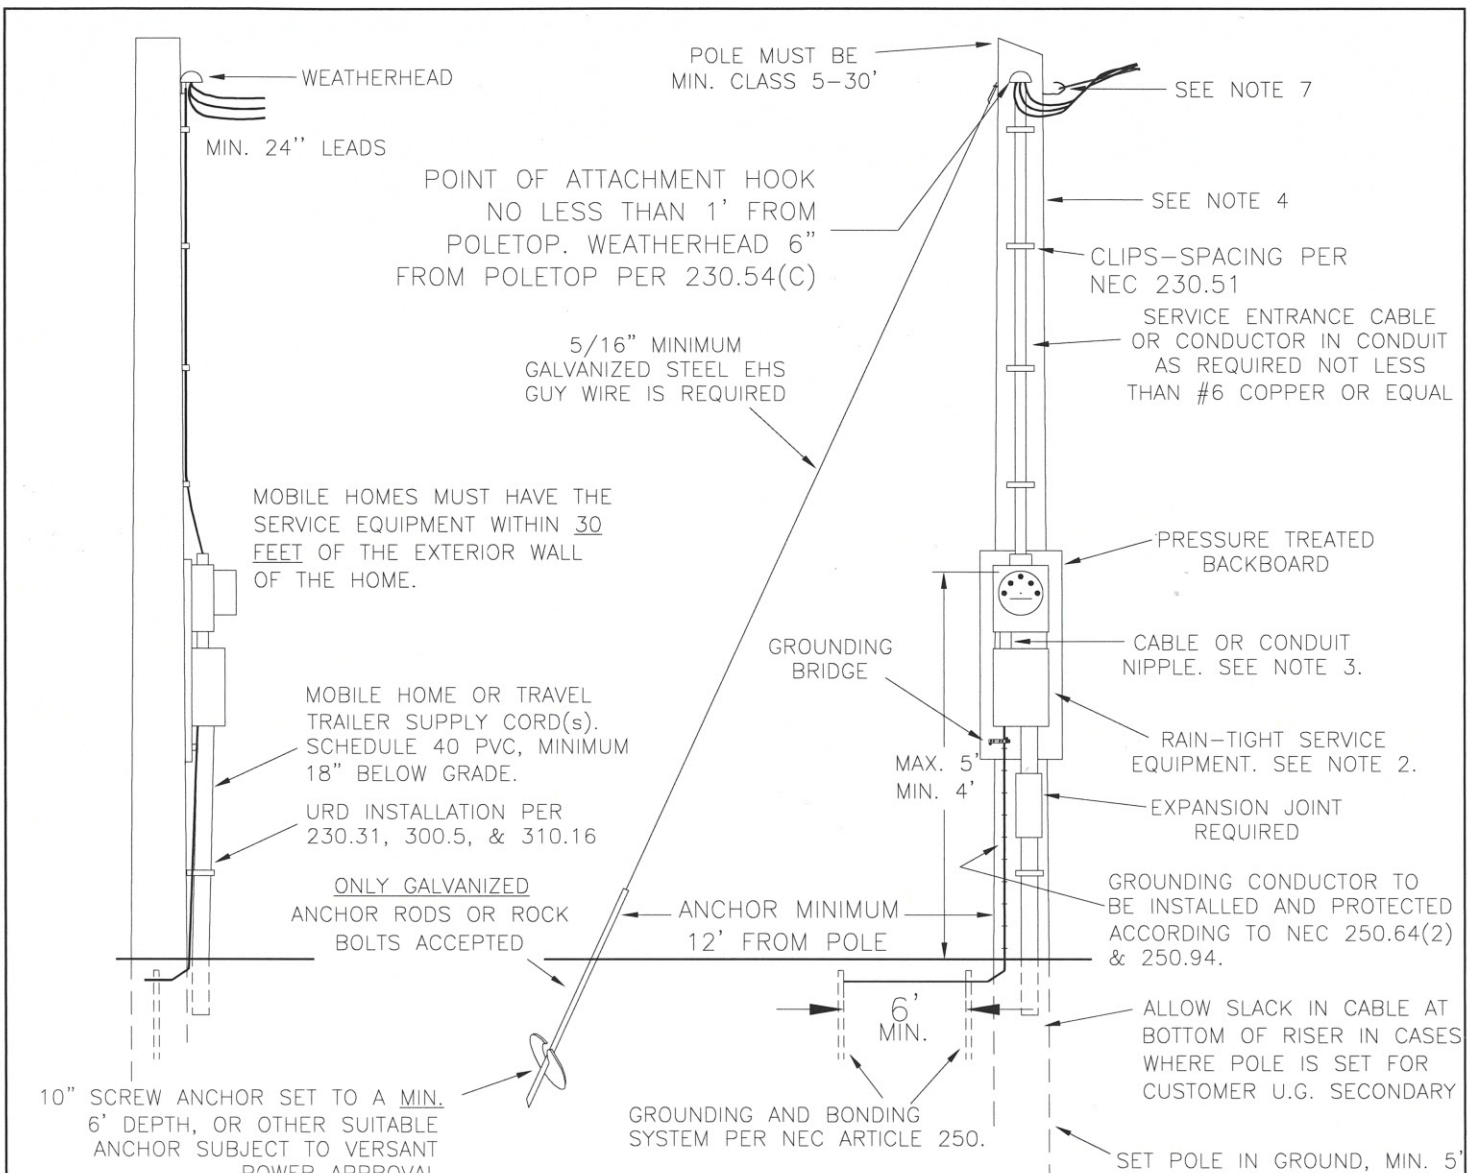 WEATHERHEAD
MIN. 24'' LEADS
POLE MUST BE
MIN. CLASS 5-30'
SEE NOTE 7
POINT OF ATTACHMENT HOOK
NO LESS THAN 1' FROM
POLETOP. WEATHERHEAD 6"
FROM POLETOP PER 230.54(C)
SEE NOTE 4
CLIPS-SPACING PER
NEC 230.51
SERVICE ENTRANCE CABLE
OR CONDUCTOR IN CONDUIT
AS REQUIRED NOT LESS
THAN #6 COPPER OR EQUAL
5/16" MINIMUM
GALVANIZED STEEL EHS
GUY WIRE IS REQUIRED
MOBILE HOMES MUST HAVE THE
SERVICE EQUIPMENT WITHIN 30
FEET OF THE EXTERIOR WALL
OF THE HOME.
PRESSURE TREATED
BACKBOARD
GROUNDING
BRIDGE
CABLE OR CONDUIT
NIPPLE. SEE NOTE 3.
MOBILE HOME OR TRAVEL
TRAILER SUPPLY CORD(s).
SCHEDULE 40 PVC, MINIMUM
18" BELOW GRADE.
RAIN-TIGHT SERVICE
EQUIPMENT. SEE NOTE 2.
MAX. 5'
MIN. 4'
URD INSTALLATION PER
230.31, 300.5, & 310.16
EXPANSION JOINT
REQUIRED
ONLY GALVANIZED
ANCHOR RODS OR ROCK
BOLTS ACCEPTED
ANCHOR MINIMUM
12' FROM POLE
GROUNDING CONDUCTOR TO
BE INSTALLED AND PROTECTED
ACCORDING TO NEC 250.64(2)
& 250.94.
6'
MIN.
ALLOW SLACK IN CABLE AT
BOTTOM OF RISER IN CASES
WHERE POLE IS SET FOR
CUSTOMER U.G. SECONDARY
10" SCREW ANCHOR SET TO A MIN.
6' DEPTH, OR OTHER SUITABLE
ANCHOR SUBJECT TO VERSANT
POWER APPROVAL
GROUNDING AND BONDING
SYSTEM PER NEC ARTICLE 250.
SET POLE IN GROUND, MIN. 5'